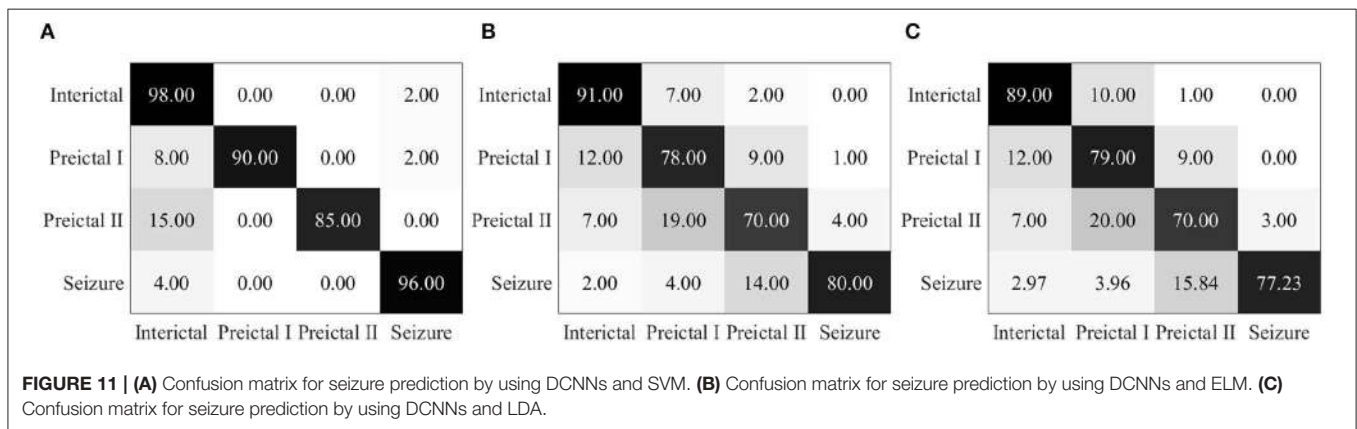 A B C
Interictal 98.00 0.00 0.00 2.00
Preictal I 8.00 90.00 0.00 2.00
Preictal II 15.00 0.00 85.00 0.00
Seizure 4.00 0.00 0.00 96.00
Interictal Preictal I Preictal II Seizure
Interictal 91.00 7.00 2.00 0.00
Preictal I 12.00 78.00 9.00 1.00
Preictal II 7.00 19.00 70.00 4.00
Seizure 2.00 4.00 14.00 80.00
Interictal Preictal I Preictal II Seizure
Interictal 89.00 10.00 1.00 0.00
Preictal I 12.00 79.00 9.00 0.00
Preictal II 7.00 20.00 70.00 3.00
Seizure 2.97 3.96 15.84 77.23
Interictal Preictal I Preictal II Seizure
FIGURE 11 | (A) Confusion matrix for seizure prediction by using DCNNs and SVM. (B) Confusion matrix for seizure prediction by using DCNNs and ELM. (C)
Confusion matrix for seizure prediction by using DCNNs and LDA.